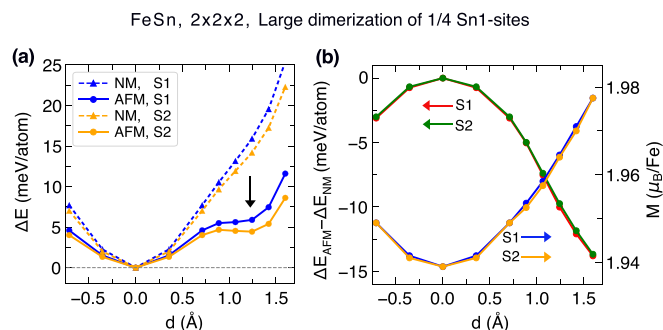 FeSn, 2x2x2, Large dimerization of 1/4 Sn1-sites
(a)
ΔE (meV/atom)
25
20
15
10
5
0
NM, S1
AFM, S1
NM, S2
AFM, S2
−0.5 0.0 0.5 1.0 1.5
d (Å)
(b)
ΔE_AFM−ΔE_NM (meV/atom)
0
−5
−10
−15
S1
S2
S1
S2
−0.5 0.0 0.5 1.0 1.5
d (Å)
1.98
1.96
1.94
M (μ_B/Fe)